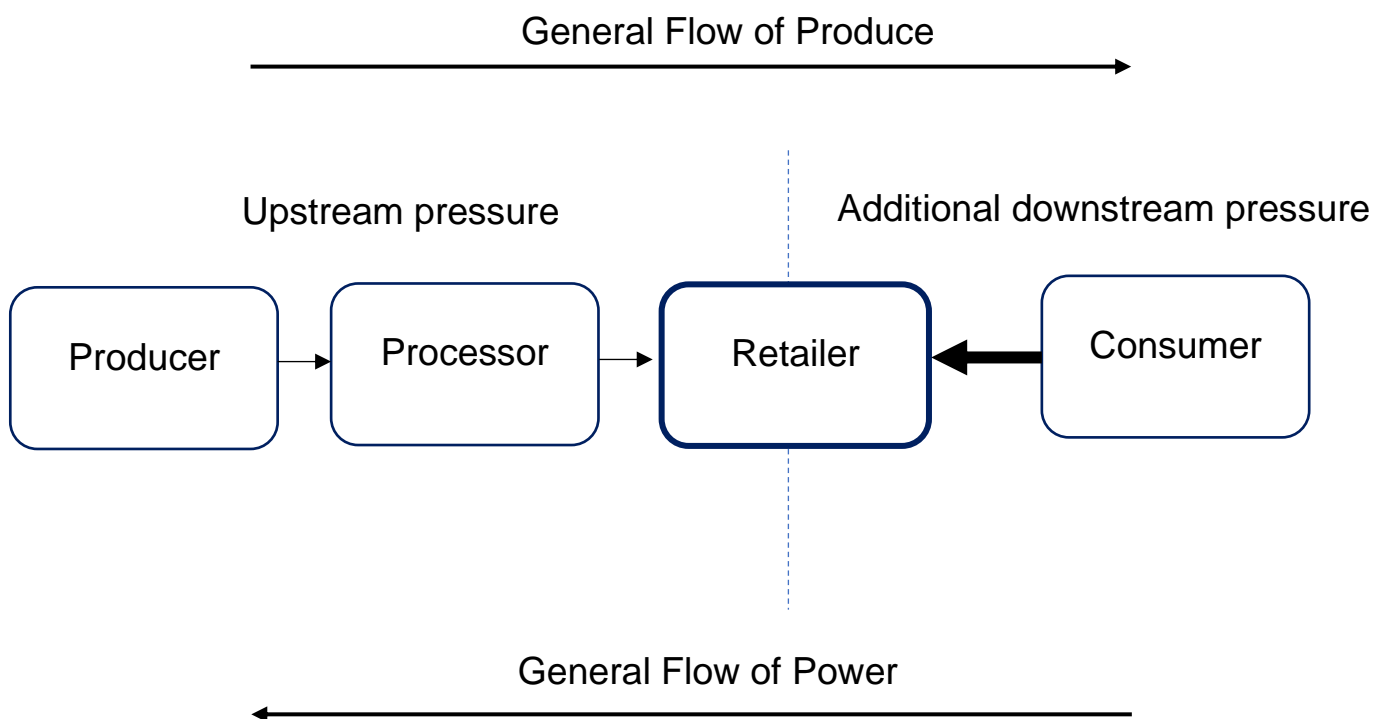 General Flow of Produce
Upstream pressure
Additional downstream pressure
Producer
Processor
Retailer
Consumer
General Flow of Power